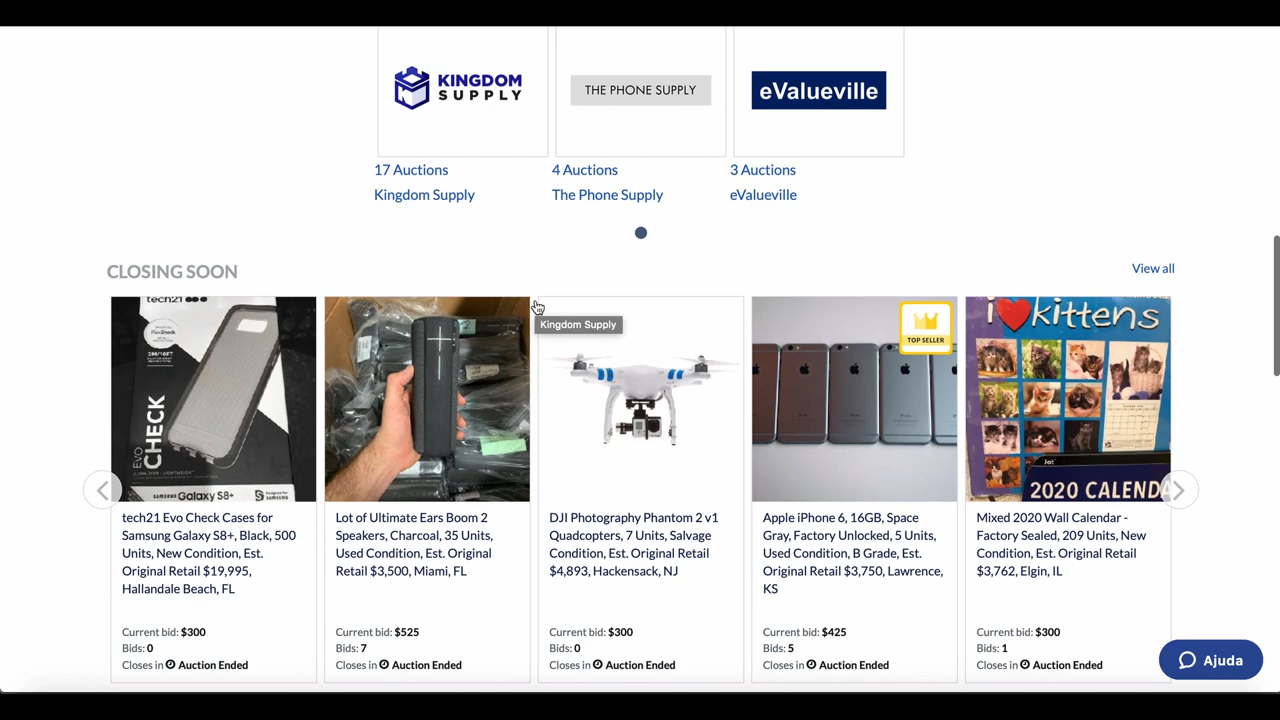 KINGDOM
SUPPLY
THE PHONE SUPPLY
eValueville
17 Auctions
4 Auctions
3 Auctions
Kingdom Supply
The Phone Supply
eValueville
CLOSING SOON
View all
Kingdom Supply
tech21
FlexShock
3M/10FT
EVO
CHECK
SAMSUNG Galaxy S8+
TOP SELLER
i kittens
Jot
2020 CALENDA
tech21 Evo Check Cases for
Samsung Galaxy S8+, Black, 500
Units, New Condition, Est.
Original Retail $19,995,
Hallandale Beach, FL
Current bid: $300
Bids: 0
Closes in Auction Ended
Lot of Ultimate Ears Boom 2
Speakers, Charcoal, 35 Units,
Used Condition, Est. Original
Retail $3,500, Miami, FL
Current bid: $525
Bids: 7
Closes in Auction Ended
DJI Photography Phantom 2 v1
Quadcopters, 7 Units, Salvage
Condition, Est. Original Retail
$4,893, Hackensack, NJ
Current bid: $300
Bids: 0
Closes in Auction Ended
Apple iPhone 6, 16GB, Space
Gray, Factory Unlocked, 5 Units,
Used Condition, B Grade, Est.
Original Retail $3,750, Lawrence,
KS
Current bid: $425
Bids: 5
Closes in Auction Ended
Mixed 2020 Wall Calendar -
Factory Sealed, 209 Units, New
Condition, Est. Original Retail
$3,762, Elgin, IL
Current bid: $300
Bids: 1
Closes in Auction Ended
Ajuda